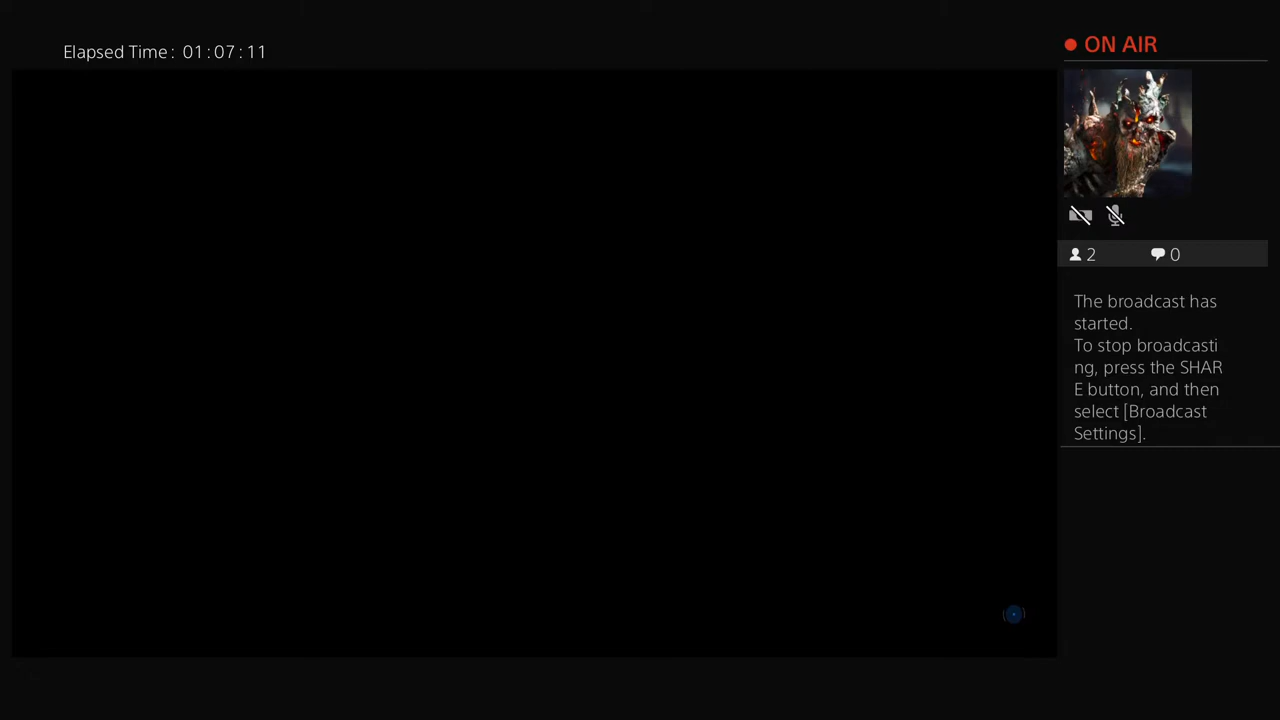 Elapsed Time: 01:07:11
ON AIR
2 0
The broadcast has
started.
To stop broadcasti
ng, press the SHAR
E button, and then
select [Broadcast
Settings].